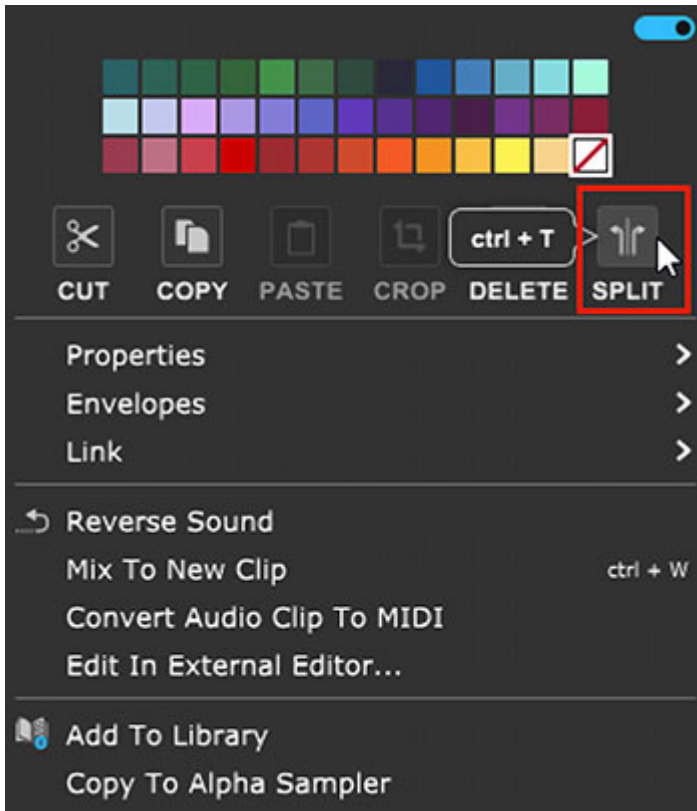 ctrl + T
CUT COPY PASTE CROP DELETE SPLIT
Properties
Envelopes
Link
Reverse Sound
Mix To New Clip ctrl + W
Convert Audio Clip To MIDI
Edit In External Editor...
Add To Library
Copy To Alpha Sampler